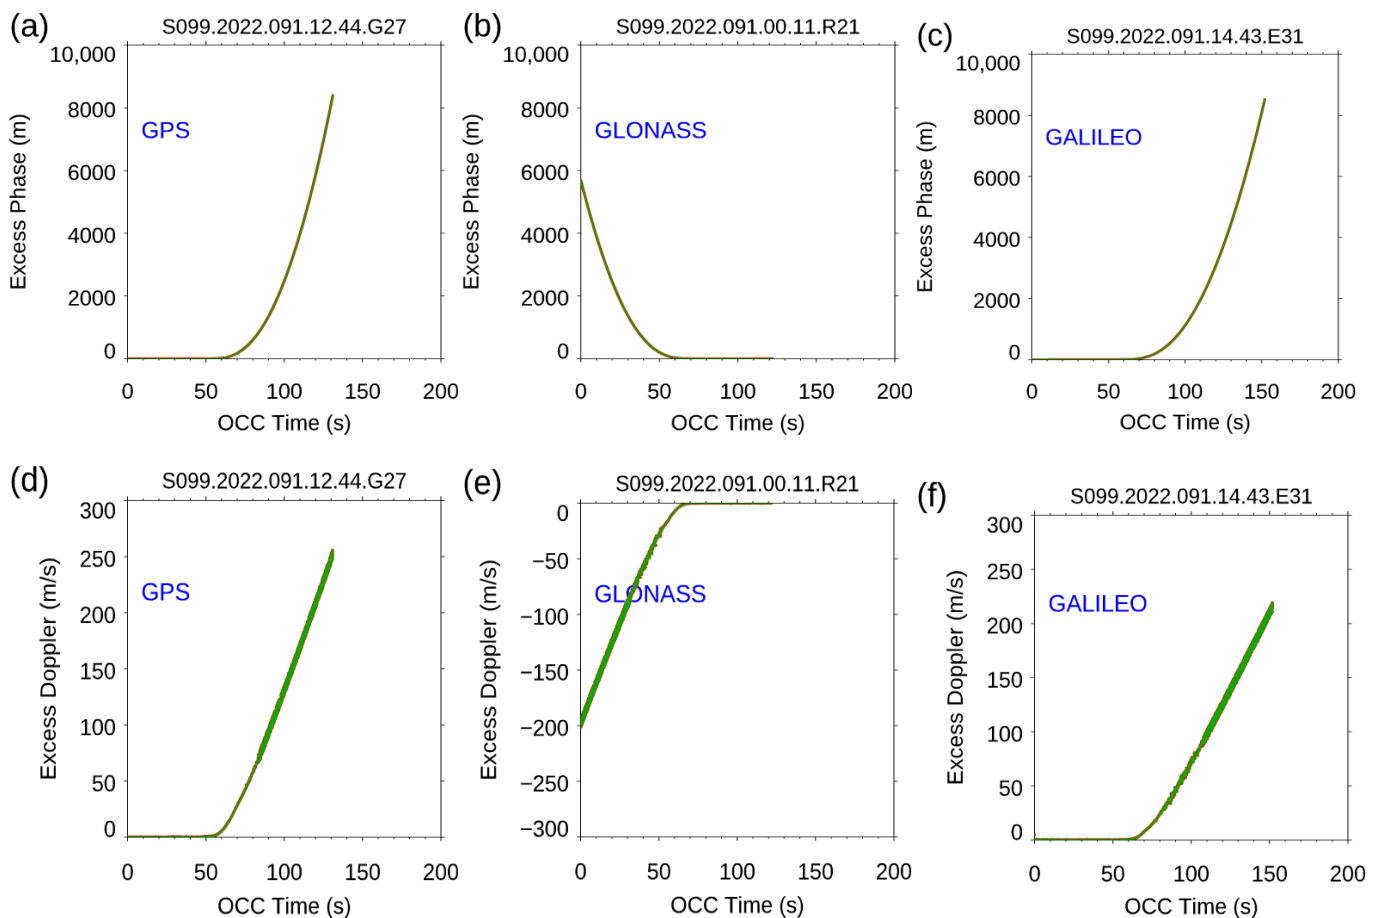 (a)
S099.2022.091.12.44.G27
10,000
8000
6000
4000
2000
0
Excess Phase (m)
GPS
0 50 100 150 200
OCC Time (s)
(b)
S099.2022.091.00.11.R21
10,000
8000
6000
4000
2000
0
Excess Phase (m)
GLONASS
0 50 100 150 200
OCC Time (s)
(c)
S099.2022.091.14.43.E31
10,000
8000
6000
4000
2000
0
Excess Phase (m)
GALILEO
0 50 100 150 200
OCC Time (s)
(d)
S099.2022.091.12.44.G27
300
250
200
150
100
50
0
Excess Doppler (m/s)
GPS
0 50 100 150 200
OCC Time (s)
(e)
S099.2022.091.00.11.R21
0
−50
−100
−150
−200
−250
−300
Excess Doppler (m/s)
GLONASS
0 50 100 150 200
OCC Time (s)
(f)
S099.2022.091.14.43.E31
300
250
200
150
100
50
0
Excess Doppler (m/s)
GALILEO
0 50 100 150 200
OCC Time (s)